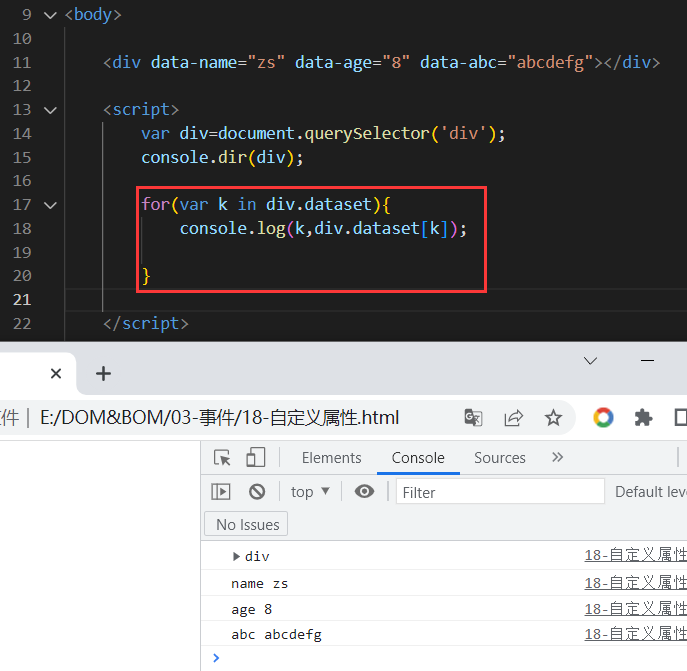 9 <body>
10
11 <div data-name="zs" data-age="8" data-abc="abcdefg"></div>
12
13 <script>
14 var div=document.querySelector('div');
15 console.dir(div);
16
17 for(var k in div.dataset){
18 console.log(k,div.dataset[k]);
19
20 }
21
22 </script>
件 | E:/DOM&BOM/03-事件/18-自定义属性.html
Elements Console Sources
top Filter Default lev
No Issues
div 18-自定义属性
name zs 18-自定义属性
age 8 18-自定义属性
abc abcdefg 18-自定义属性